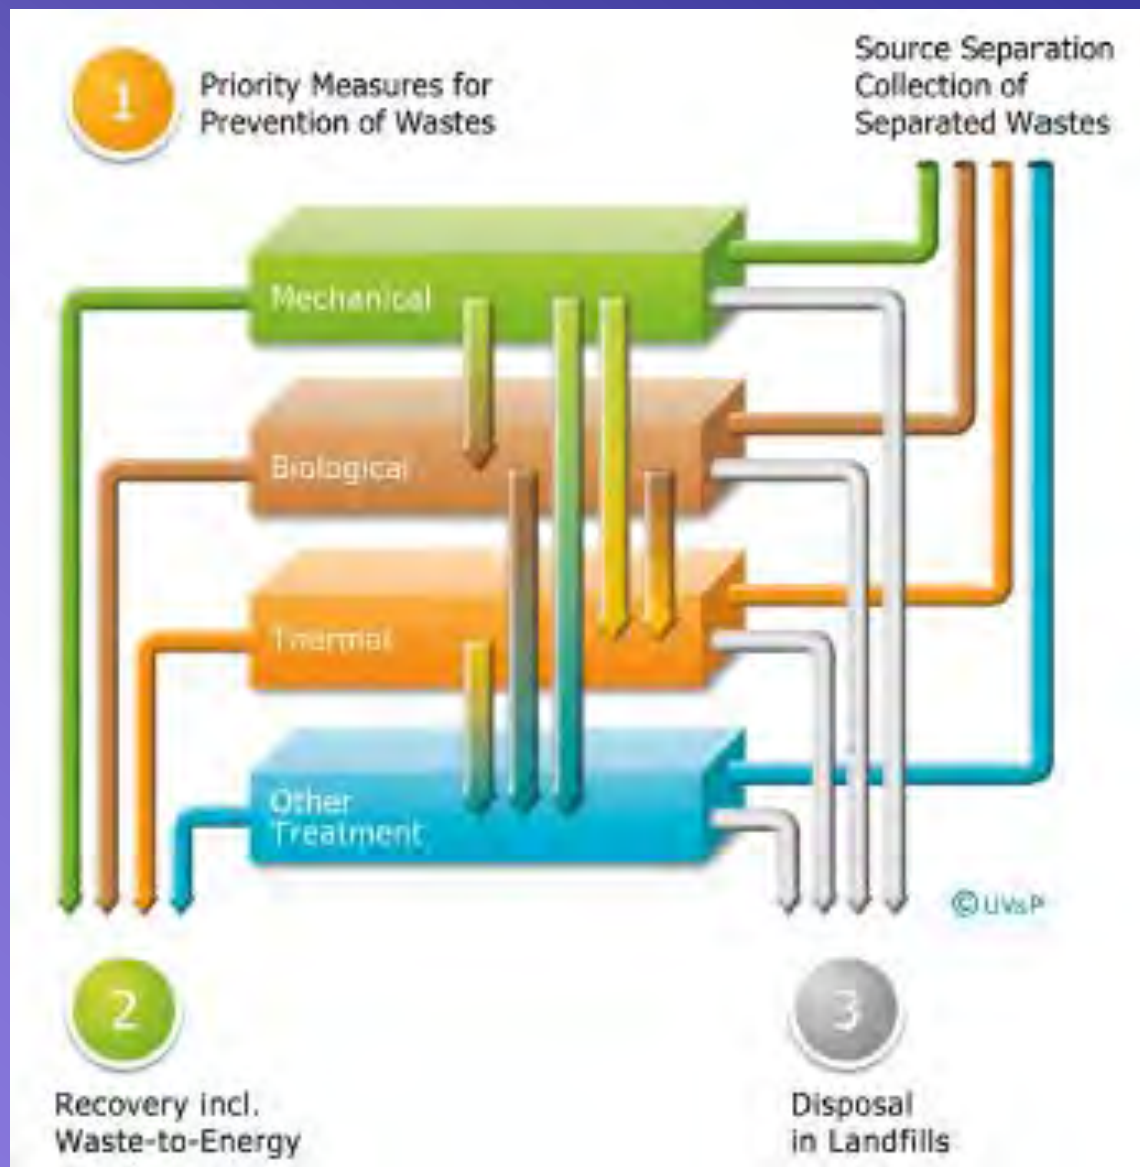 1
Priority Measures for
Prevention of Wastes
Source Separation
Collection of
Separated Wastes
Mechanical
Biological
Thermal
Other
Treatment
© UV&P
2
Recovery incl.
Waste-to-Energy
3
Disposal
in Landfills